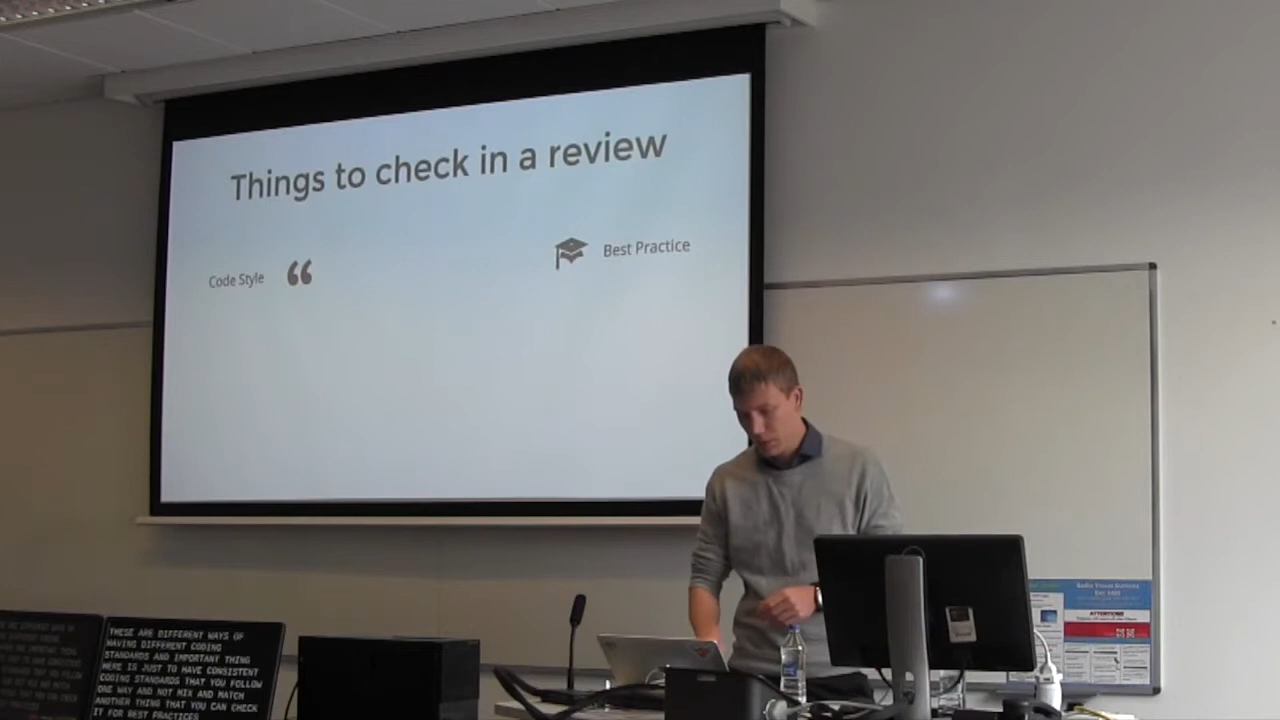 Things to check in a review
Code Style
Best Practice
THESE ARE DIFFERENT WAYS OF
HAVING DIFFERENT CODING
STANDARDS AND IMPORTANT THING
HERE IS JUST TO HAVE CONSISTENT
CODING STANDARDS THAT YOU FOLLOW
ONE WAY AND NOT MIX AND MATCH
ANOTHER THING THAT YOU CAN CHECK
IT FOR BEST PRACTICES
ATTENTION!